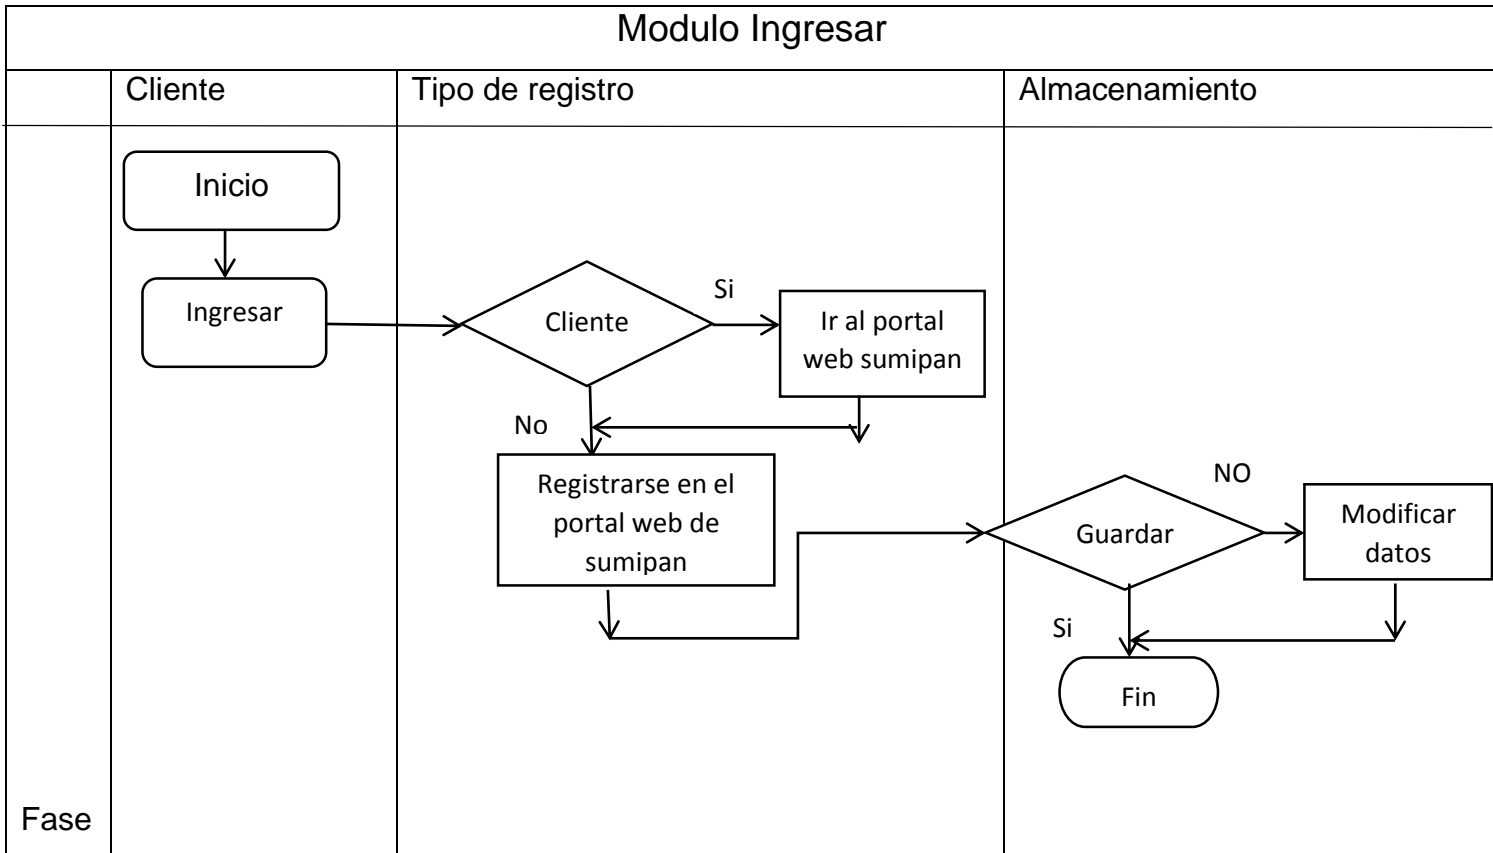 Modulo Ingresar
Cliente
Tipo de registro
Almacenamiento
Inicio
Ingresar
Cliente
Si
Ir al portal
web sumipan
No
Registrarse en el
portal web de
sumipan
Guardar
NO
Modificar
datos
Si
Fin
Fase